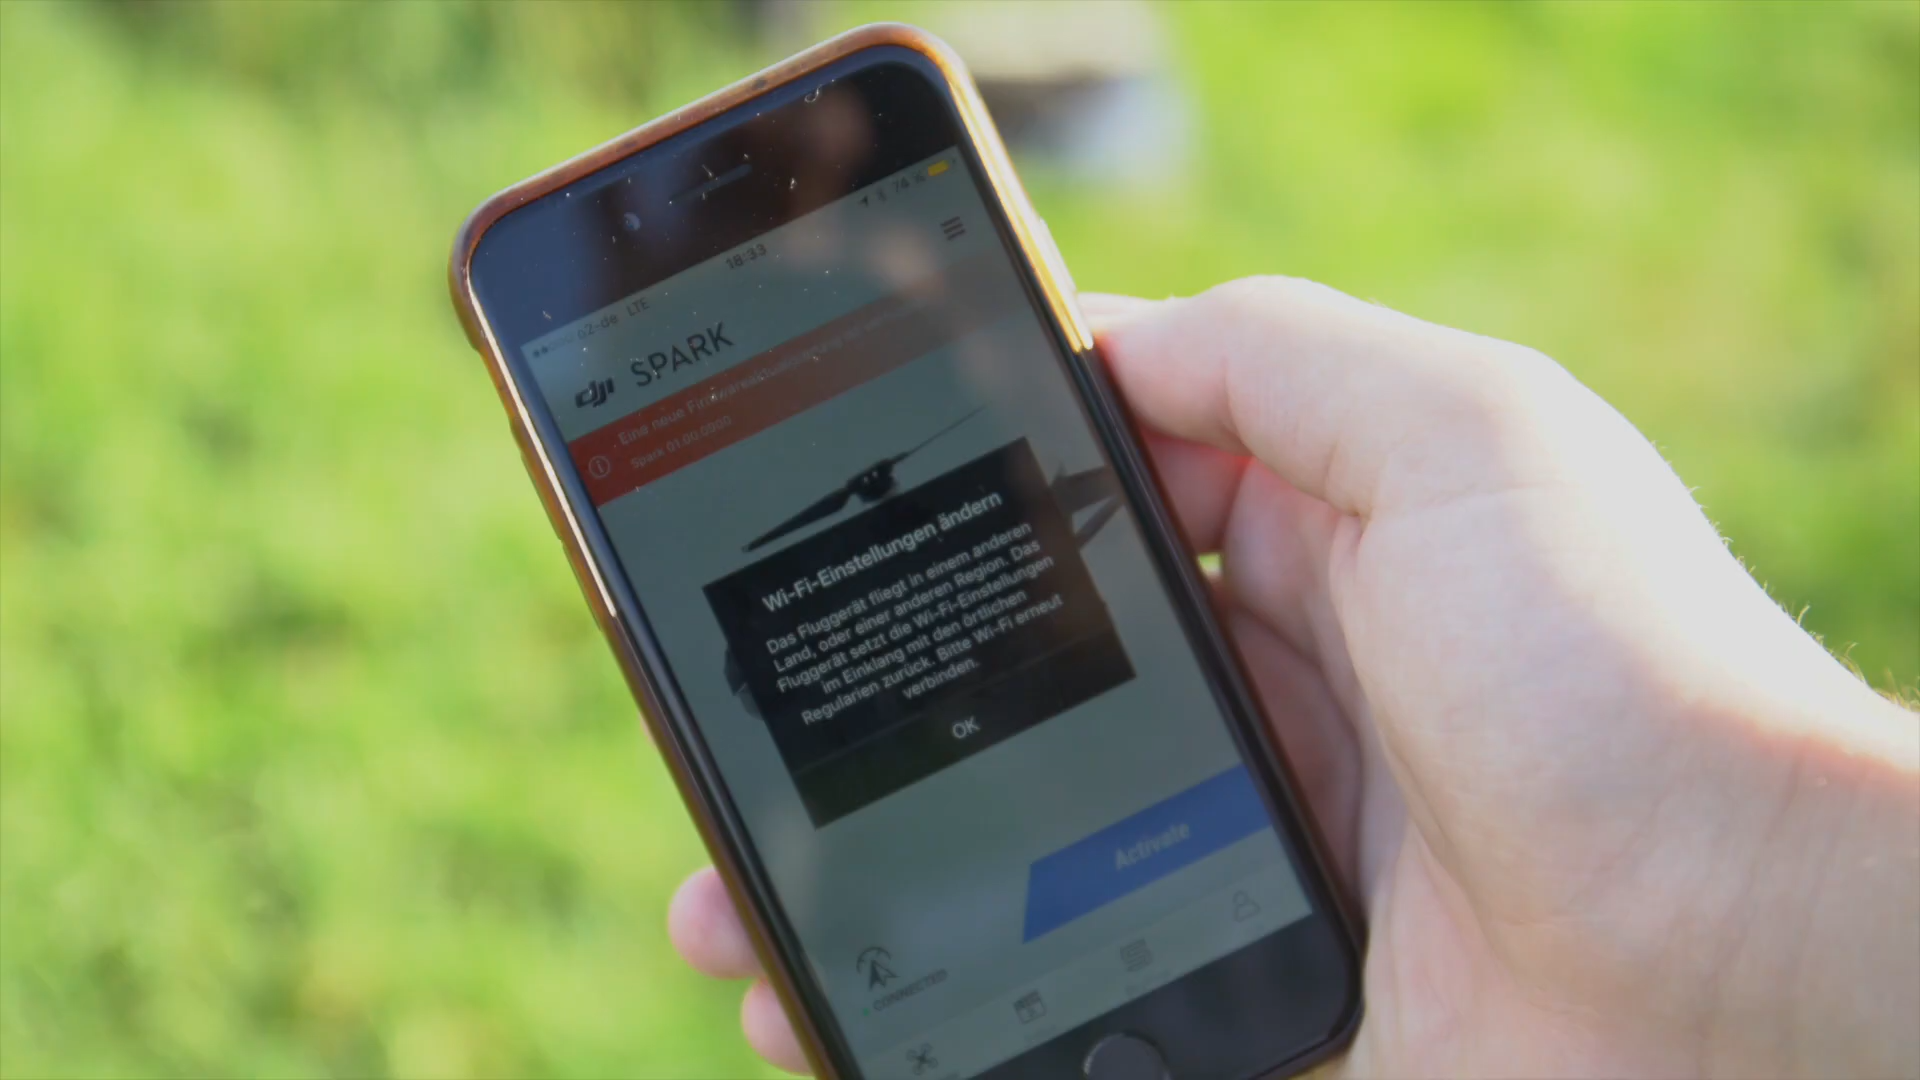 o2-de LTE
18:33
74 %
dji SPARK
Eine neue Firmwareaktualisierung
Spark 01.00.0900
Wi-Fi-Einstellungen ändern
Das Fluggerät fliegt in einem anderen
Land, oder einer anderen Region. Das
Fluggerät setzt die Wi-Fi-Einstellungen
im Einklang mit den örtlichen
Regularien zurück. Bitte Wi-Fi erneut
verbinden.
OK
Activate
CONNECTED